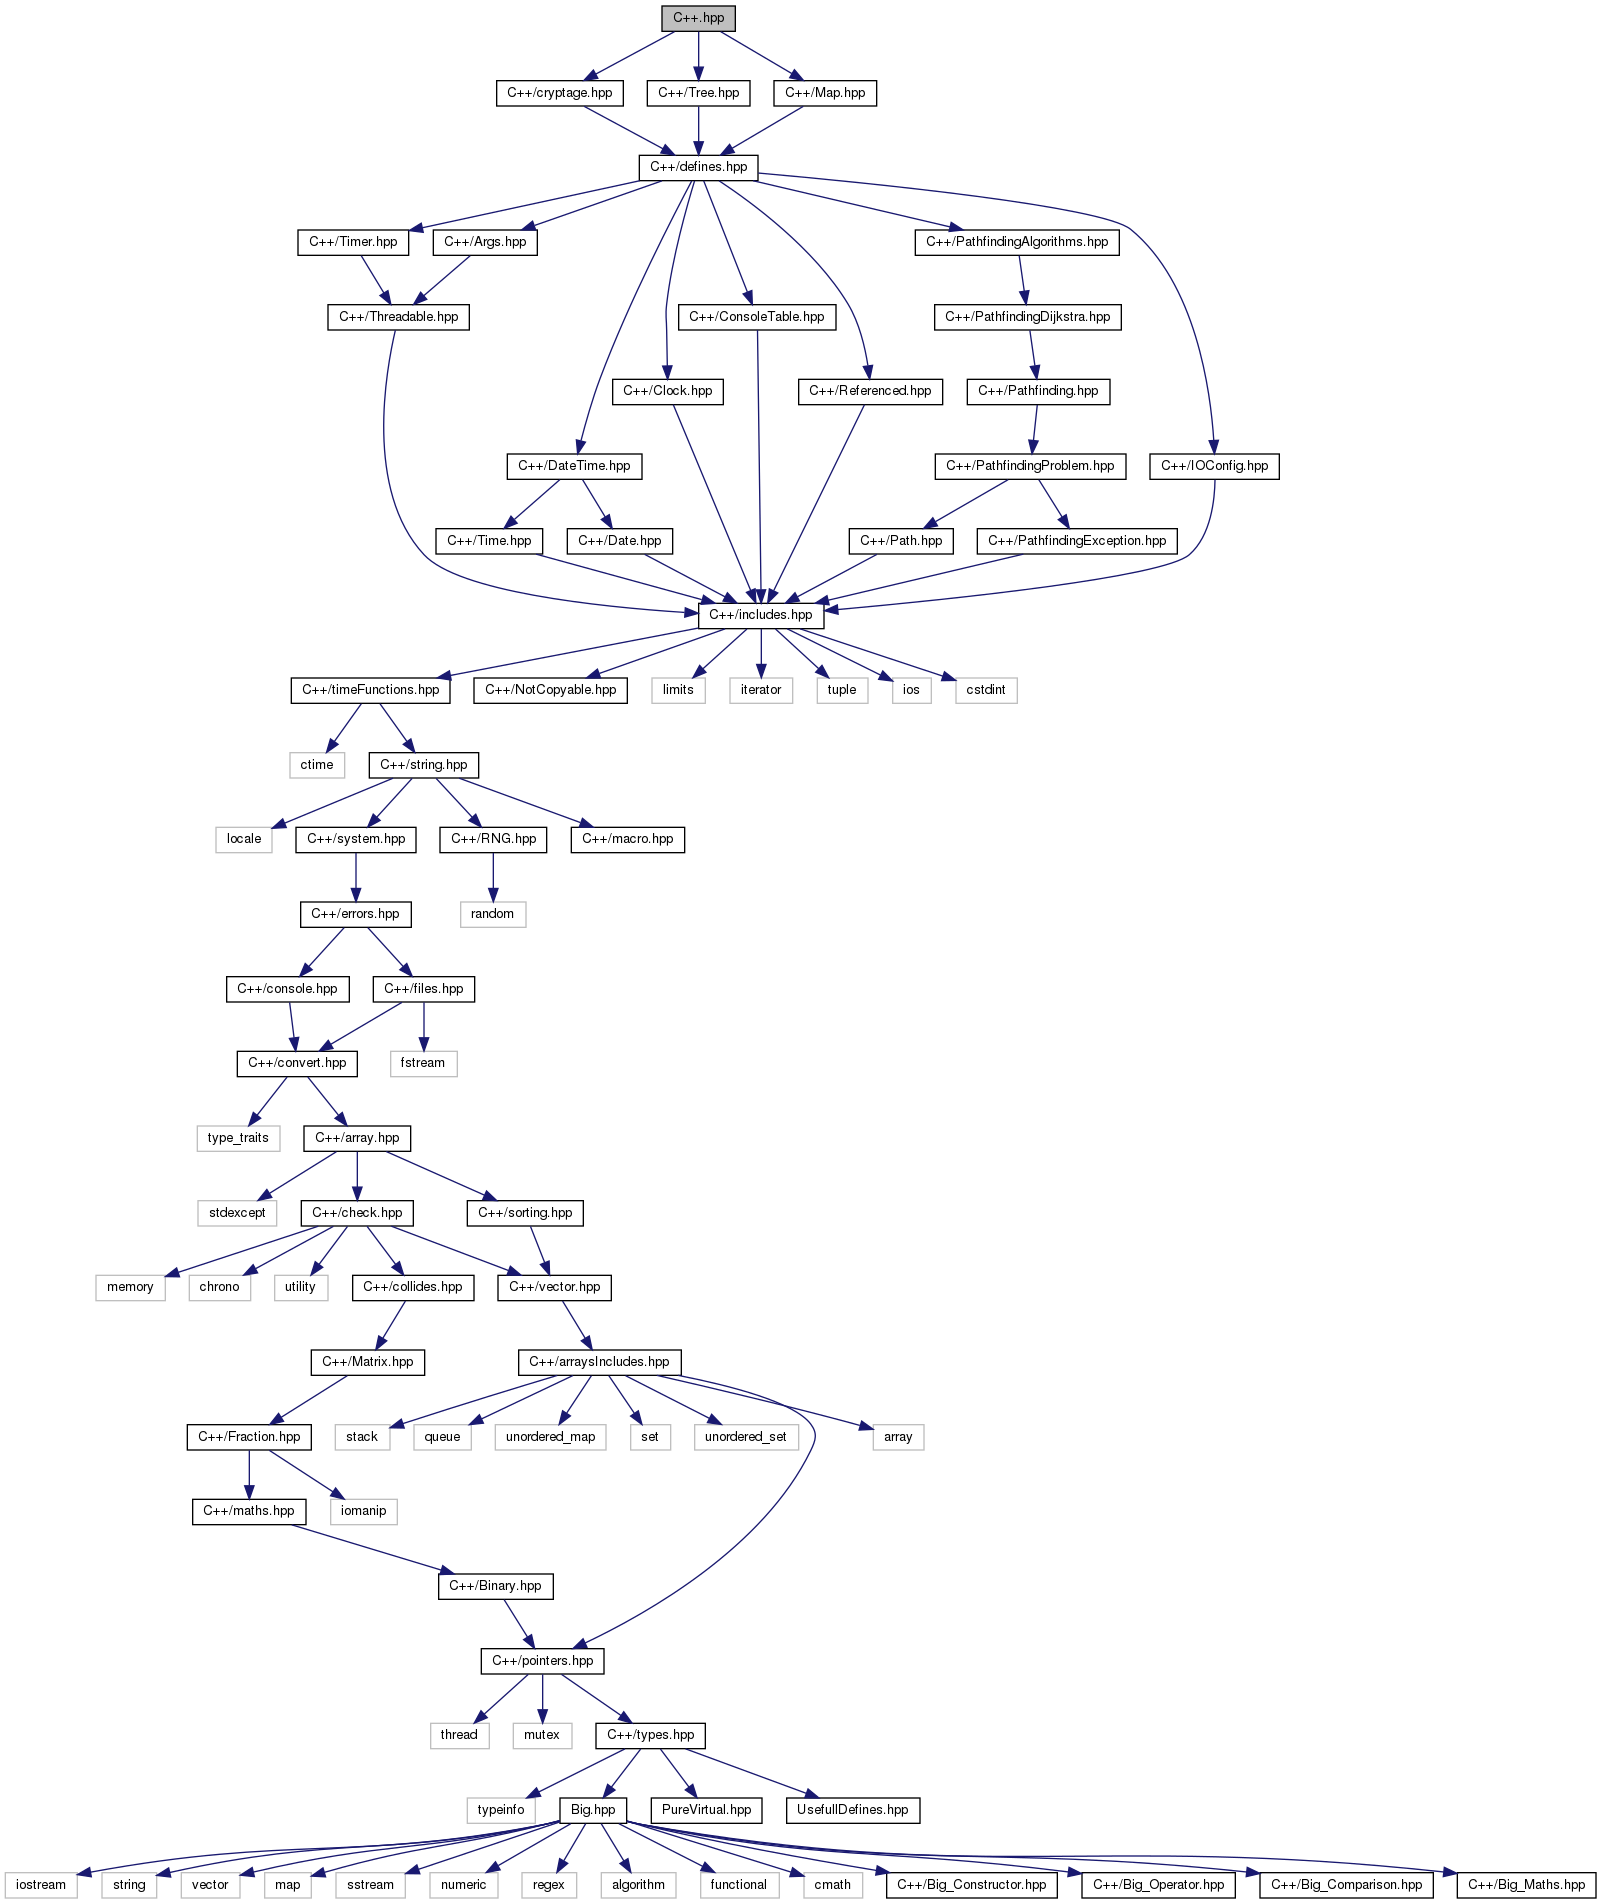 C++.hpp
C++/cryptage.hpp
C++/Tree.hpp
C++/Map.hpp
C++/defines.hpp
C++/Timer.hpp
C++/Args.hpp
C++/PathfindingAlgorithms.hpp
C++/Threadable.hpp
C++/ConsoleTable.hpp
C++/PathfindingDijkstra.hpp
C++/Clock.hpp
C++/Referenced.hpp
C++/Pathfinding.hpp
C++/DateTime.hpp
C++/PathfindingProblem.hpp
C++/IOConfig.hpp
C++/Time.hpp
C++/Date.hpp
C++/Path.hpp
C++/PathfindingException.hpp
C++/includes.hpp
C++/timeFunctions.hpp
C++/NotCopyable.hpp
limits
iterator
tuple
ios
cstdint
ctime
C++/string.hpp
locale
C++/system.hpp
C++/RNG.hpp
C++/macro.hpp
C++/errors.hpp
random
C++/console.hpp
C++/files.hpp
C++/convert.hpp
fstream
type_traits
C++/array.hpp
stdexcept
C++/check.hpp
C++/sorting.hpp
memory
chrono
utility
C++/collides.hpp
C++/vector.hpp
C++/Matrix.hpp
C++/arraysIncludes.hpp
C++/Fraction.hpp
stack
queue
unordered_map
set
unordered_set
array
C++/maths.hpp
iomanip
C++/Binary.hpp
C++/pointers.hpp
thread
mutex
C++/types.hpp
typeinfo
Big.hpp
PureVirtual.hpp
UsefullDefines.hpp
iostream
string
vector
map
sstream
numeric
regex
algorithm
functional
cmath
C++/Big_Constructor.hpp
C++/Big_Operator.hpp
C++/Big_Comparison.hpp
C++/Big_Maths.hpp